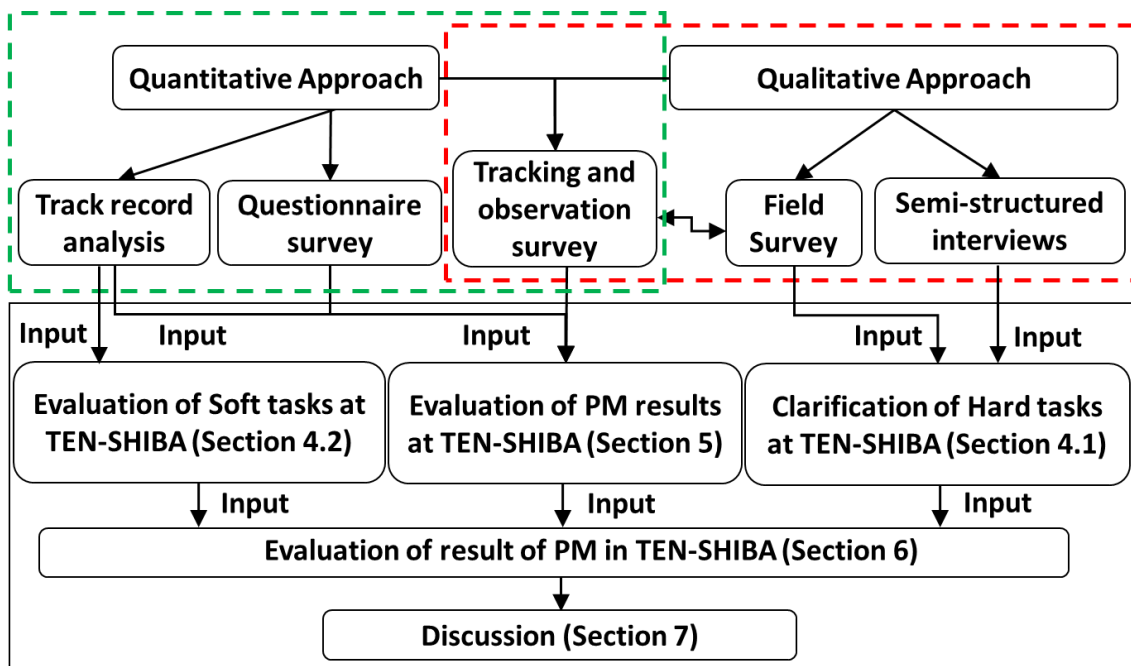 Quantitative Approach
Qualitative Approach
Track record
analysis
Questionnaire
survey
Tracking and
observation
survey
Field
Survey
Semi-structured
interviews
Input
Input
Input
Input
Evaluation of Soft tasks at
TEN-SHIBA (Section 4.2)
Evaluation of PM results
at TEN-SHIBA (Section 5)
Clarification of Hard tasks
at TEN-SHIBA (Section 4.1)
Input
Input
Input
Evaluation of result of PM in TEN-SHIBA (Section 6)
Discussion (Section 7)